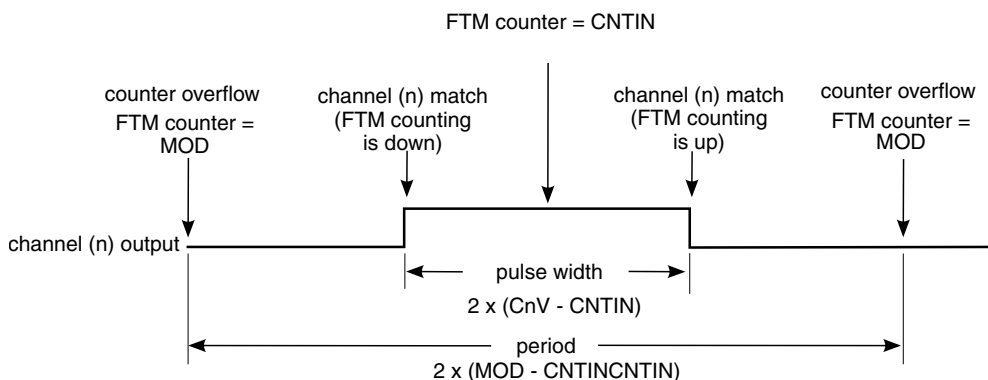 FTM counter = CNTIN
counter overflow
FTM counter =
MOD
channel (n) match
(FTM counting
is down)
channel (n) match
(FTM counting
is up)
counter overflow
FTM counter =
MOD
channel (n) output
pulse width
2 x (CnV - CNTIN)
period
2 x (MOD - CNTINCNTIN)